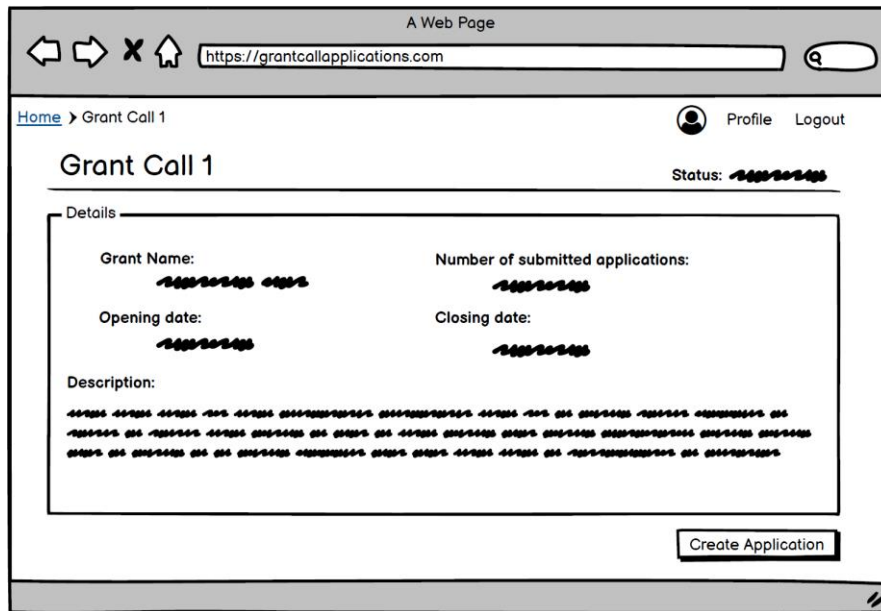 A Web Page
https://grantcallapplications.com
Home > Grant Call 1
Profile Logout
Grant Call 1
Status:
Details
Grant Name:
Number of submitted applications:
Opening date:
Closing date:
Description:
Create Application